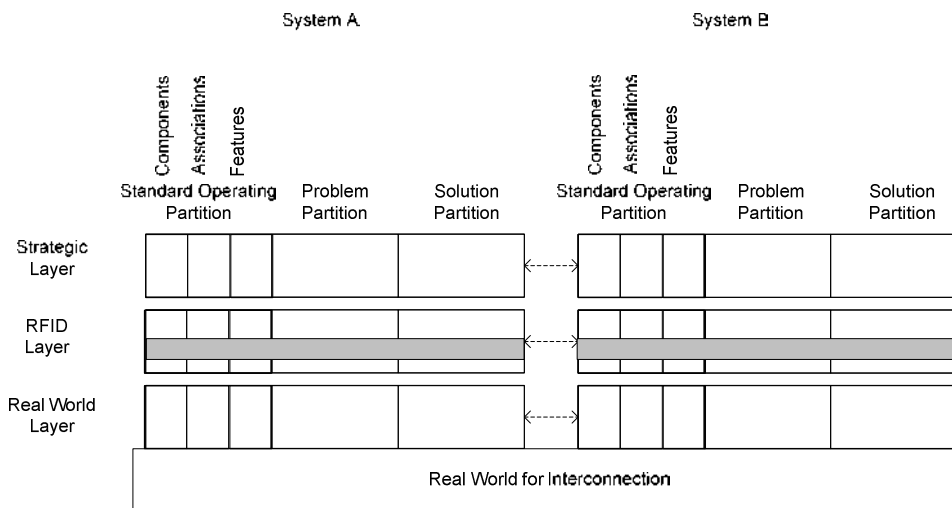 System A
System B
Components
Associations
Features
Components
Associations
Features
Standard Operating
Partition
Problem
Partition
Solution
Partition
Standard Operating
Partition
Problem
Partition
Solution
Partition
Strategic
Layer
RFID
Layer
Real World
Layer
Real World for Interconnection